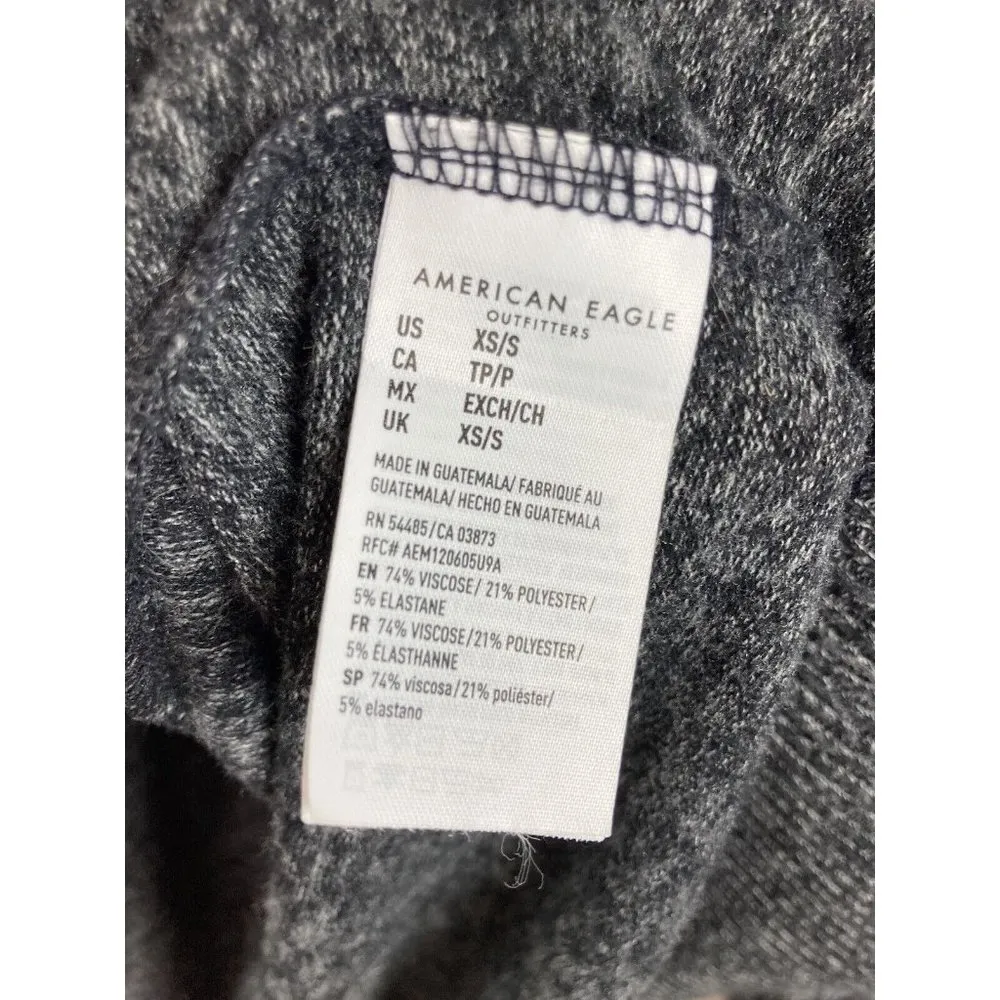 AMERICAN EAGLE
OUTFITTERS
US XS/S
CA TP/P
MX EXCH/CH
UK XS/S
MADE IN GUATEMALA/ FABRIQUÉ AU
GUATEMALA/ HECHO EN GUATEMALA
RN 54485/CA 03873
RFC# AEM120605U9A
EN 74% VISCOSE/ 21% POLYESTER/
5% ELASTANE
FR 74% VISCOSE/21% POLYESTER/
5% ÉLASTHANNE
SP 74% viscosa/21% poliéster/
5% elastano